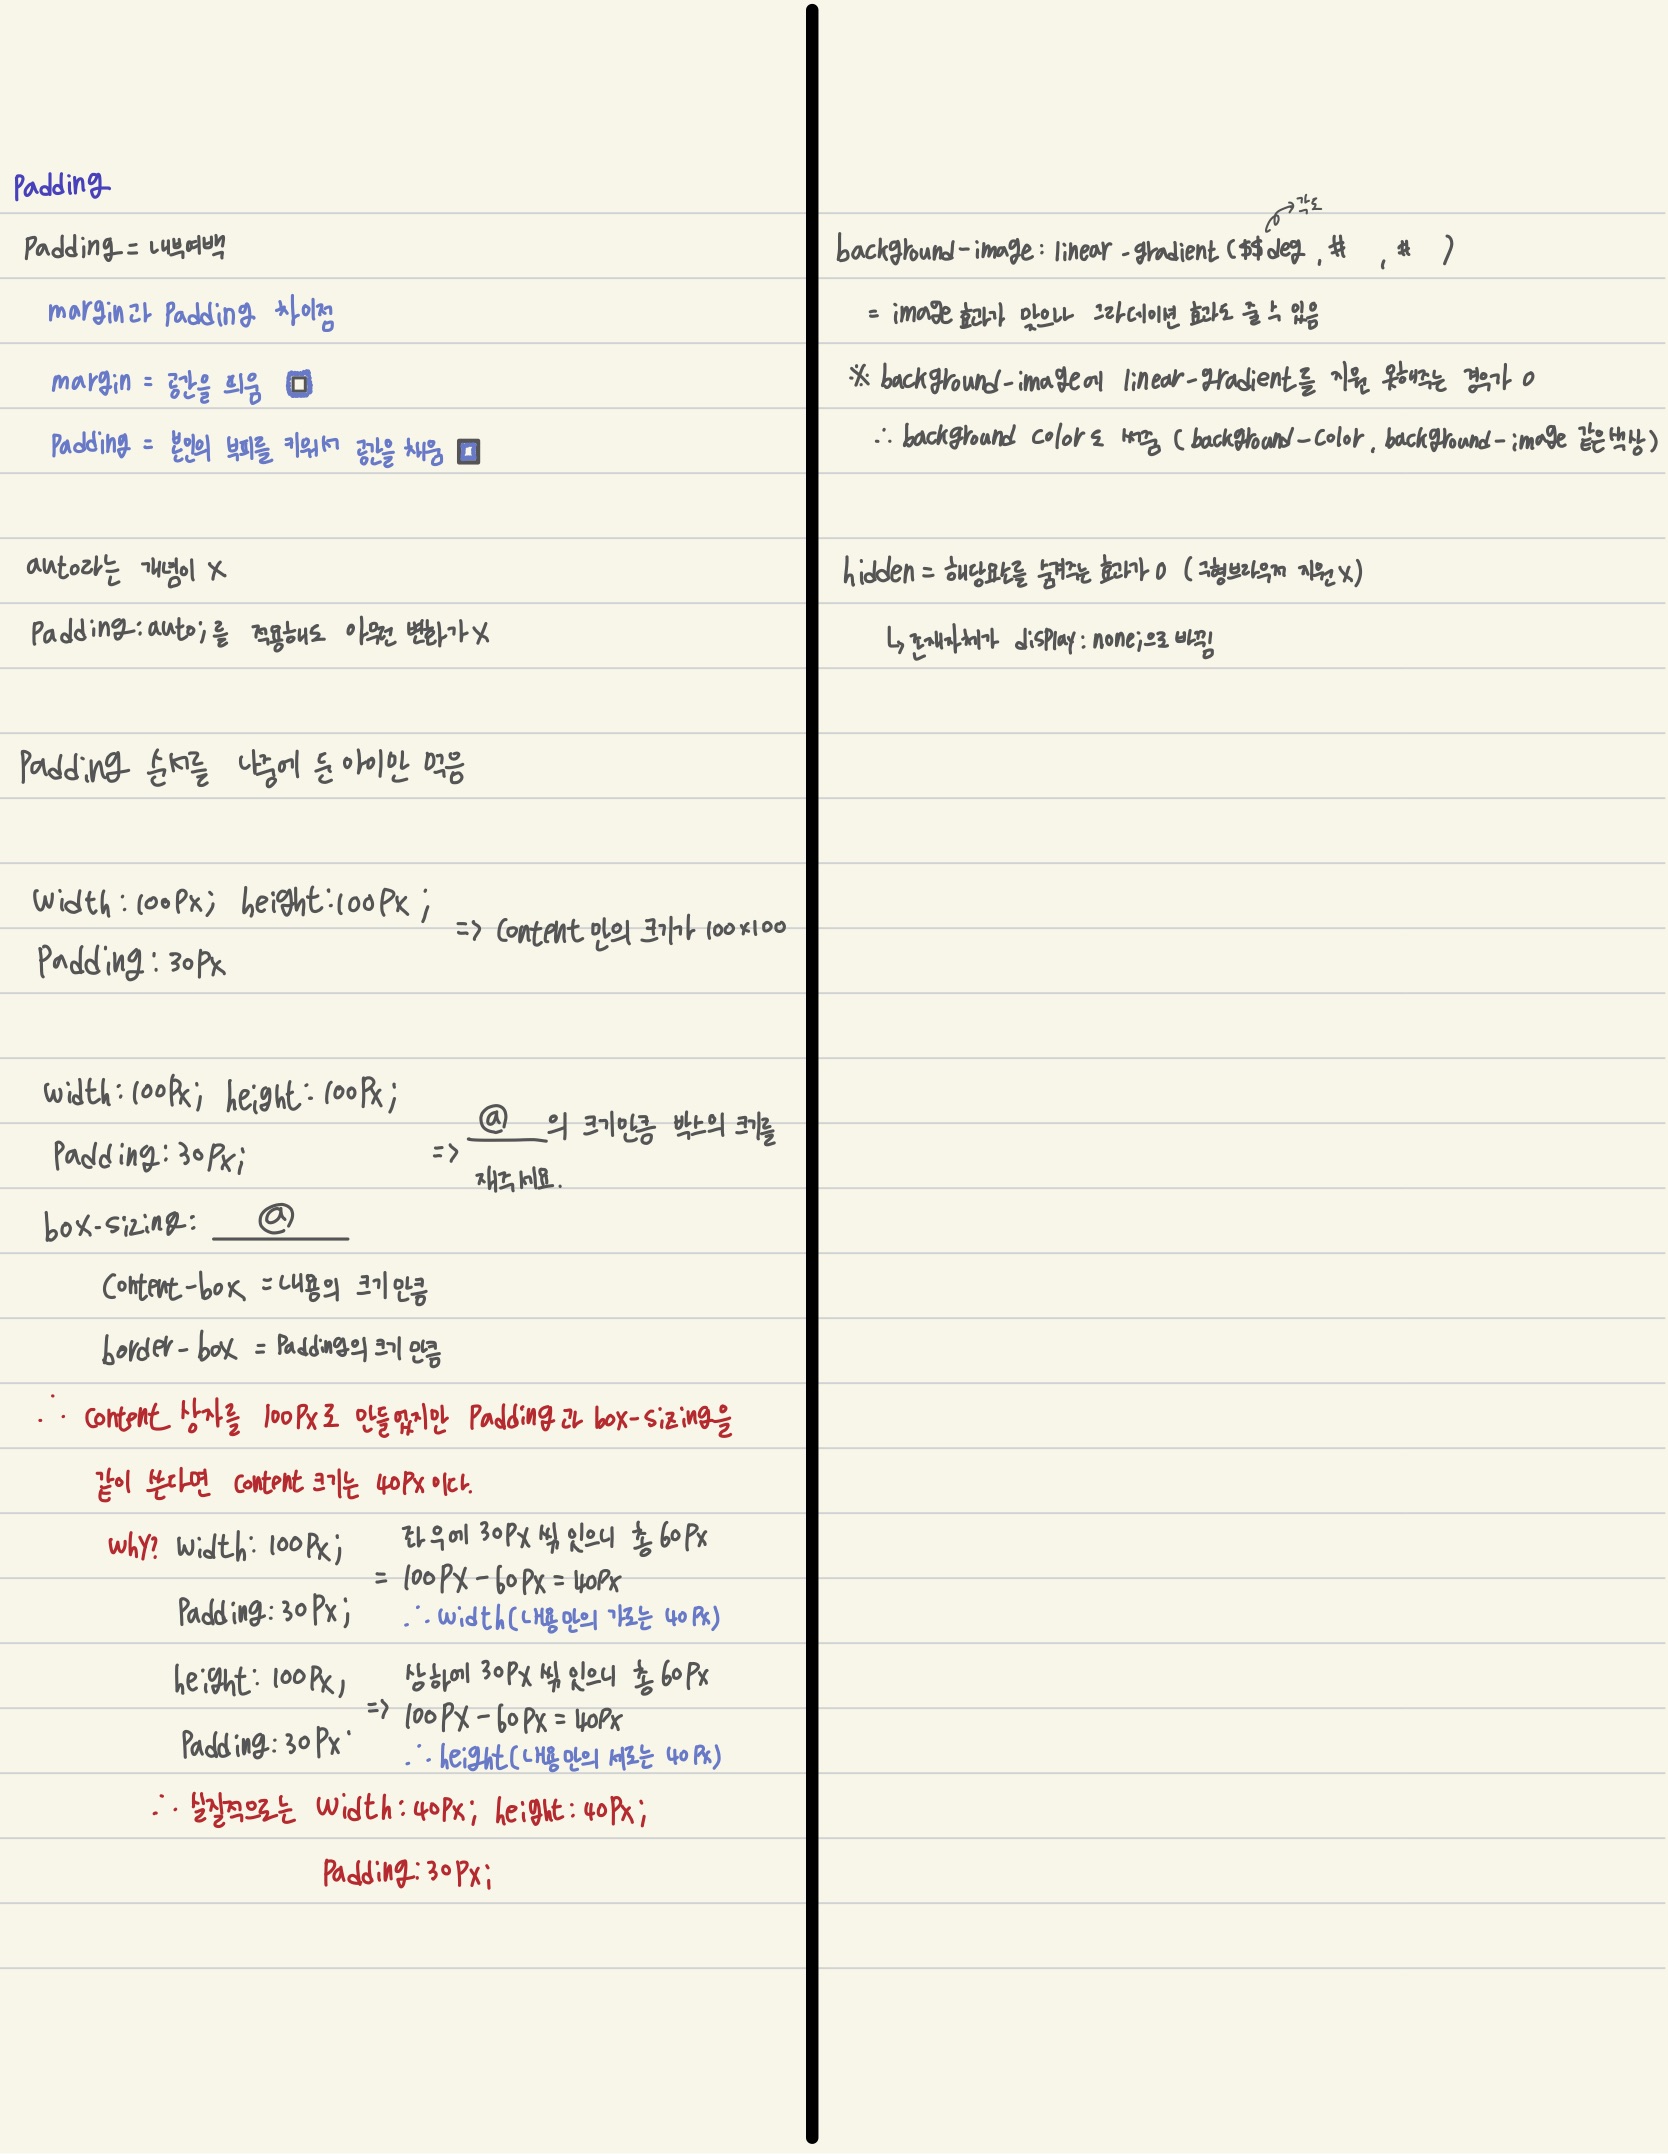 Padding
Padding = 내부여백
margin과 Padding 차이점
margin = 공간을 띄움
Padding = 본인의 부피를 키워서 공간을 채움
auto라는 개념이 X
Padding:auto;를 적용해도 아무런 변화가 X
Padding 순서를 나중에 둔 아이만 먹음
width:100Px; height:100Px;
=> Content 만의 크기가 100x100
Padding: 30Px
width:100Px; height: 100Px;
Padding: 30Px;
=> @ 의 크기만큼 박스의 크기를
재주세요.
box-sizing: @
Content-box = 내용의 크기 만큼
border-box = Padding의 크기 만큼
∴ Content 상자를 100Px로 만들었지만 Padding과 box-sizing을
같이 쓴다면 Content 크기는 40Px이다.
WhY? width: 100Px;
좌우에 30Px 씩 있으니 총 60Px
= 100Px - 60Px = 40Px
Padding: 30Px;
∴ width(내용만의 가로는 40Px)
height: 100Px;
상하에 30Px 씩 있으니 총 60Px
=> 100Px - 60Px = 40Px
Padding: 30Px
∴ height(내용만의 세로는 40Px)
∴ 실질적으로는 width: 40Px; height: 40Px;
Padding: 30Px;
각도
background-image: linear-gradient ($$deg, # , # )
= image 효과가 맞으나 그라데이션 효과도 줄 수 있음
※ background-image에 linear-gradient를 지원 못해주는 경우가 O
∴ background Color도 써줌 (background-Color, background-image 같은색상)
hidden = 해당요소를 숨겨주는 효과가 O (구형브라우저 지원 X)
↳ 존재자체가 disPlay: none;으로 바뀜